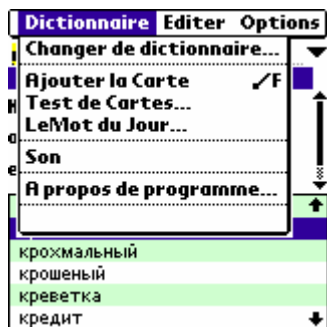 Dictionnaire Editer Options
Changer de dictionnaire...
Ajouter la Carte ✓F
Test de Cartes...
LeMot du Jour...
Son
A propos de programme...
крохмальный
крошеный
креветка
кредит